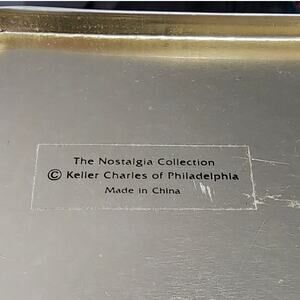 The Nostalgia Collection
© Keller Charles of Philadelphia
Made in China